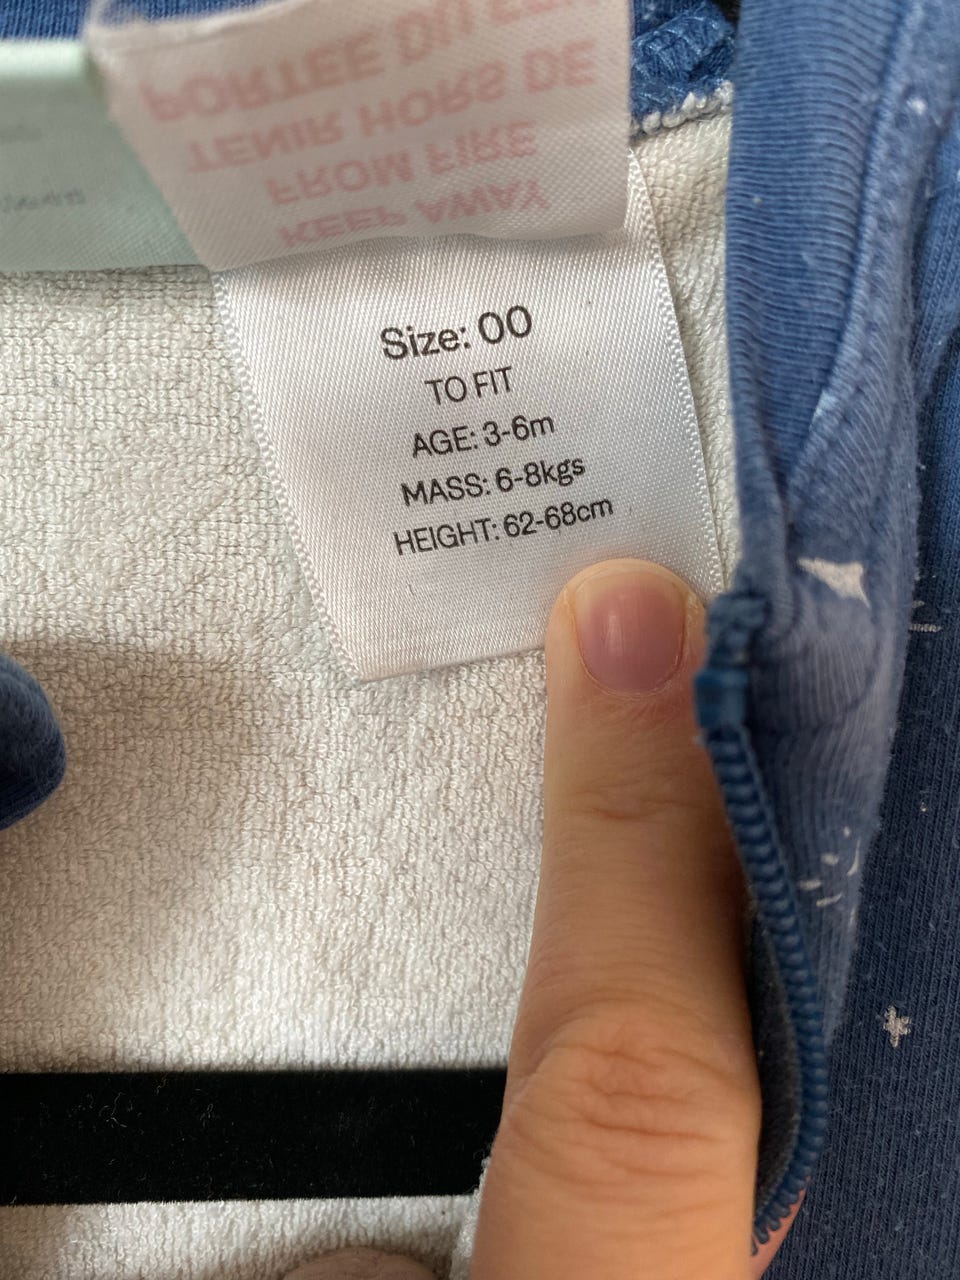 KEEP AWAY
FROM FIRE
TENIR HORS DE
PORTEE DU FEU
Size: 00
TO FIT
AGE: 3-6m
MASS: 6-8kgs
HEIGHT: 62-68cm